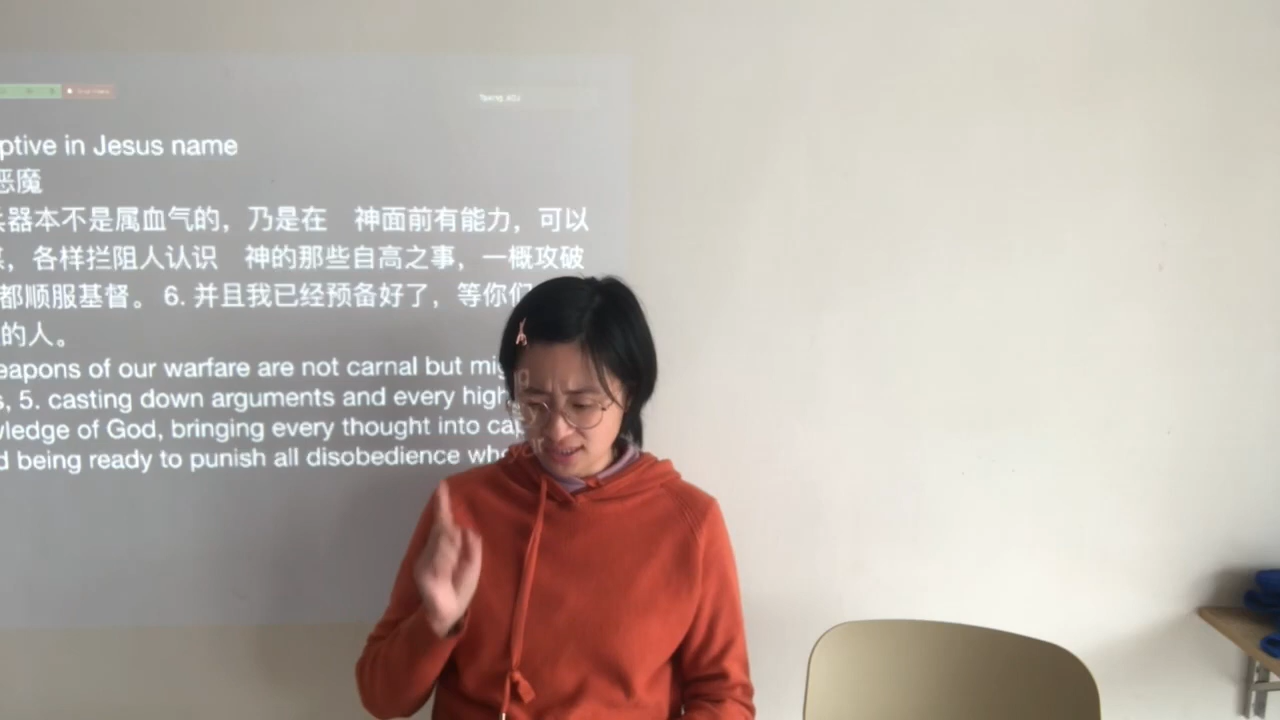 ptive in Jesus name
恶魔
器本不是属血气的，乃是在　神面前有能力，可以
，各样拦阻人认识　神的那些自高之事，一概攻破
都顺服基督。 6. 并且我已经预备好了，等你们
的人。
eapons of our warfare are not carnal but mig
s, 5. casting down arguments and every high
wledge of God, bringing every thought into cap
d being ready to punish all disobedience whe